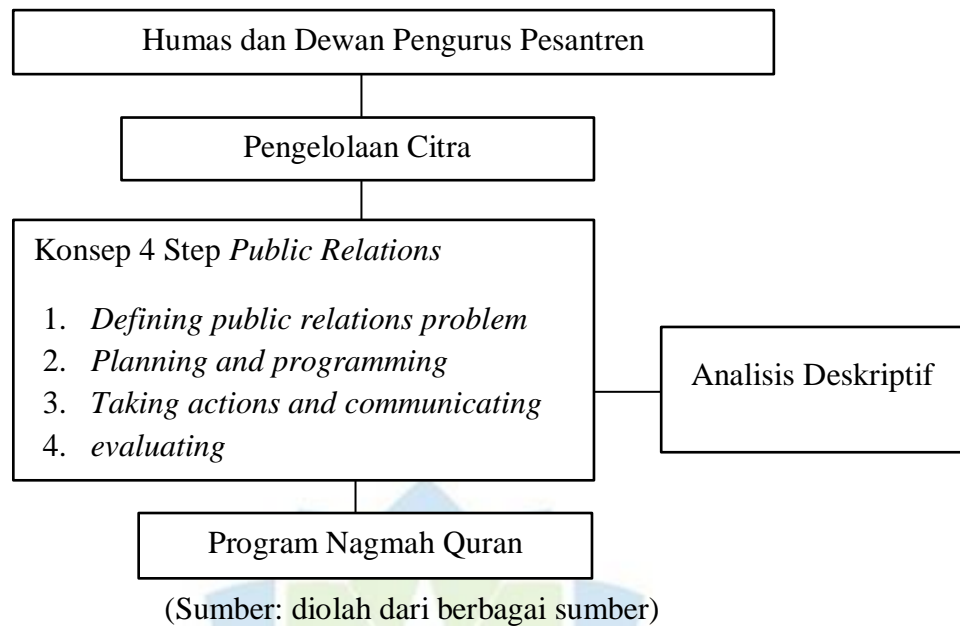 Humas dan Dewan Pengurus Pesantren
Pengelolaan Citra
Konsep 4 Step Public Relations
1. Defining public relations problem
2. Planning and programming
3. Taking actions and communicating
4. evaluating
Analisis Deskriptif
Program Nagmah Quran
(Sumber: diolah dari berbagai sumber)